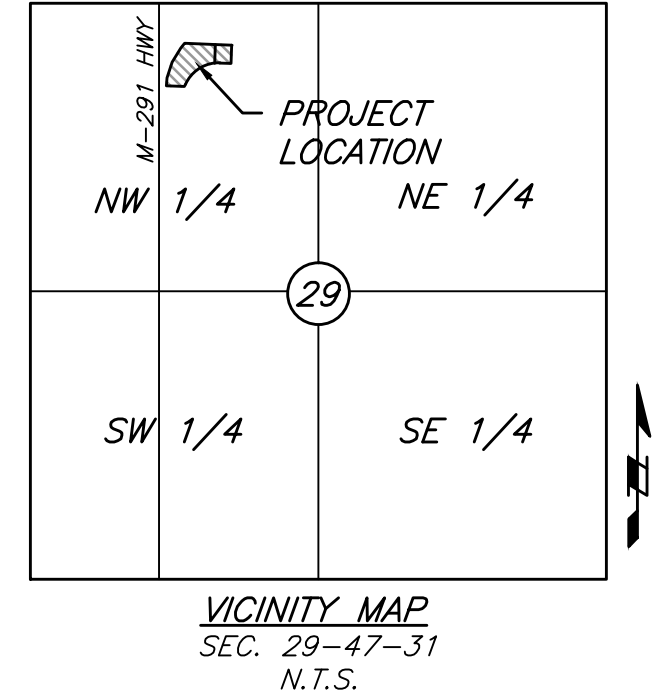 M-291 HWY
PROJECT
LOCATION
NW 1/4
NE 1/4
29
SW 1/4
SE 1/4
N
VICINITY MAP
SEC. 29-47-31
N.T.S.